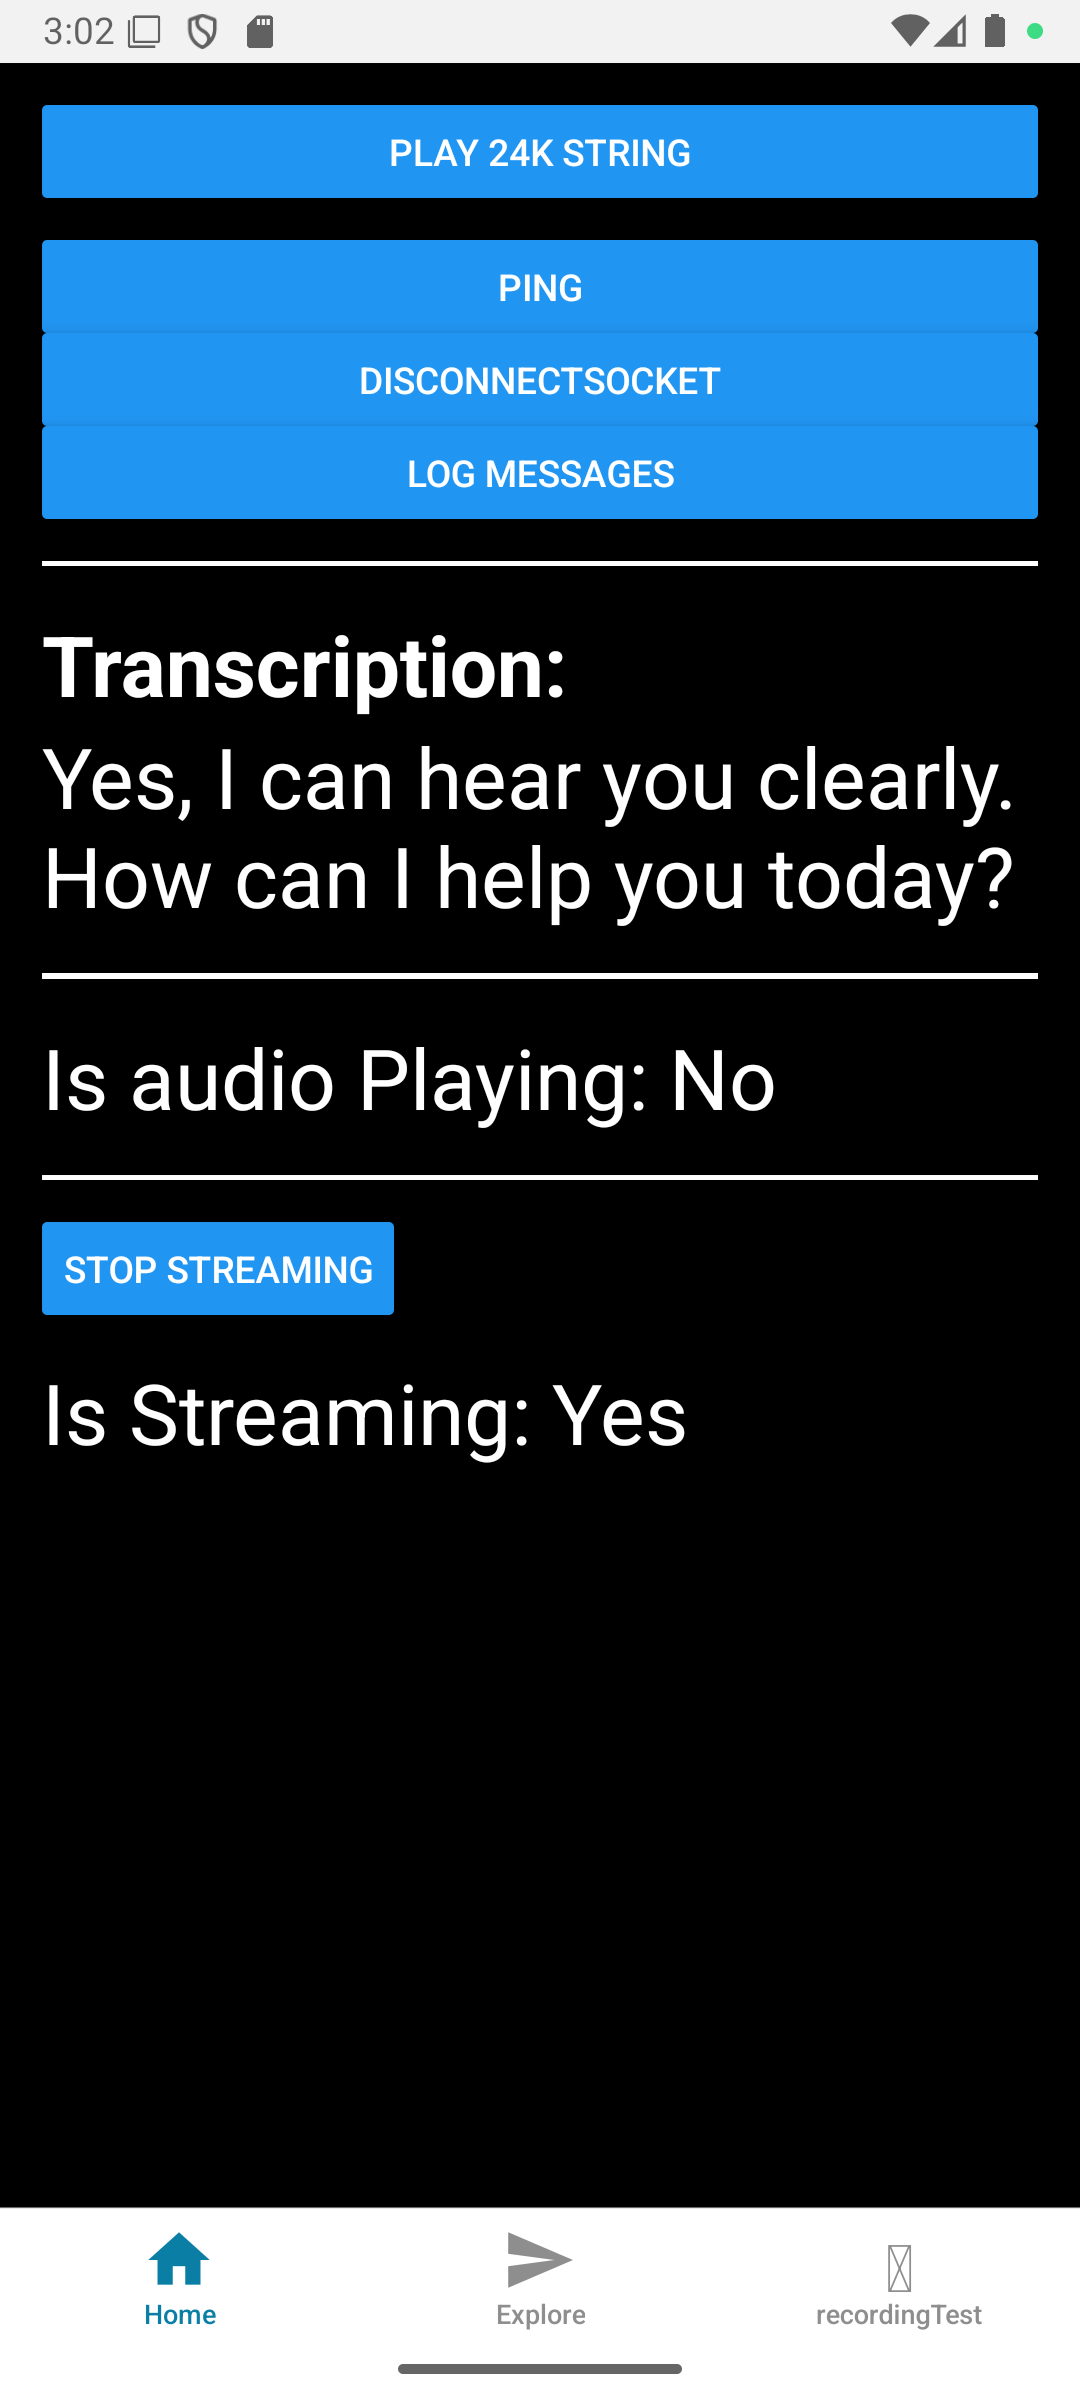 3:02
PLAY 24K STRING
PING
DISCONNECTSOCKET
LOG MESSAGES
Transcription:
Yes, I can hear you clearly.
How can I help you today?
Is audio Playing: No
STOP STREAMING
Is Streaming: Yes
Home
Explore
recordingTest